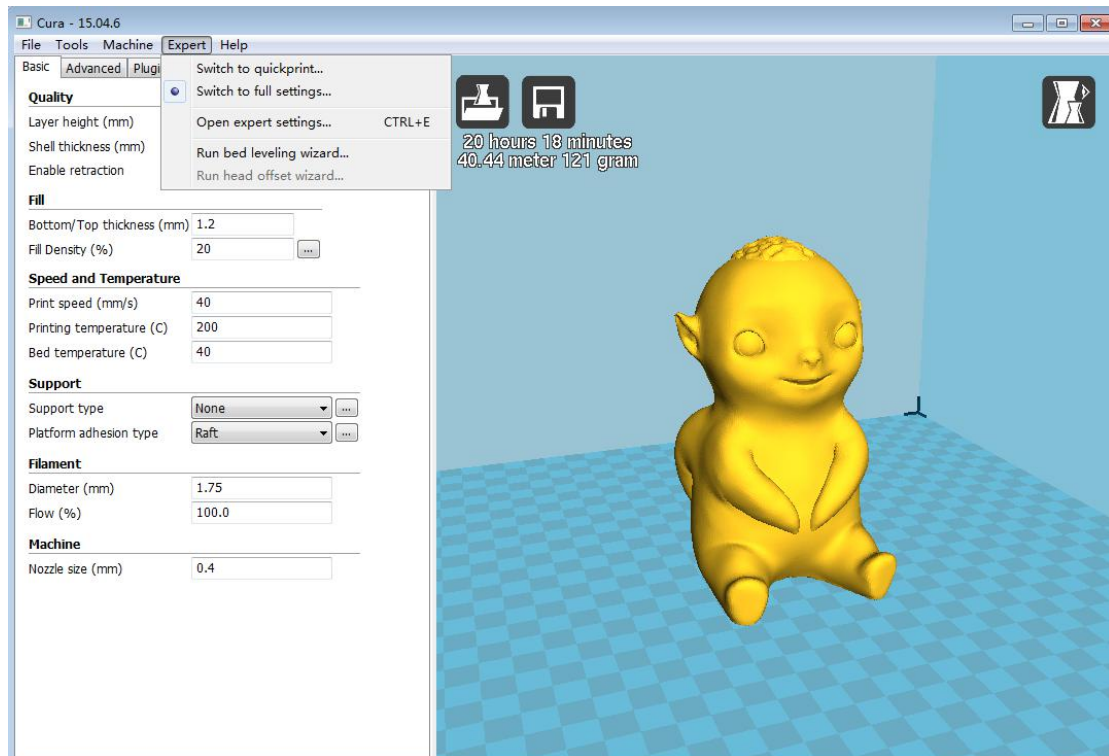 Cura - 15.04.6
File Tools Machine Expert Help
Basic Advanced Plugi
Switch to quickprint...
Switch to full settings...
Open expert settings... CTRL+E
Run bed leveling wizard...
Run head offset wizard...
Quality
Layer height (mm)
Shell thickness (mm)
Enable retraction
Fill
Bottom/Top thickness (mm) 1.2
Fill Density (%) 20 ...
Speed and Temperature
Print speed (mm/s) 40
Printing temperature (C) 200
Bed temperature (C) 40
Support
Support type None ...
Platform adhesion type Raft ...
Filament
Diameter (mm) 1.75
Flow (%) 100.0
Machine
Nozzle size (mm) 0.4
20 hours 18 minutes
40.44 meter 121 gram